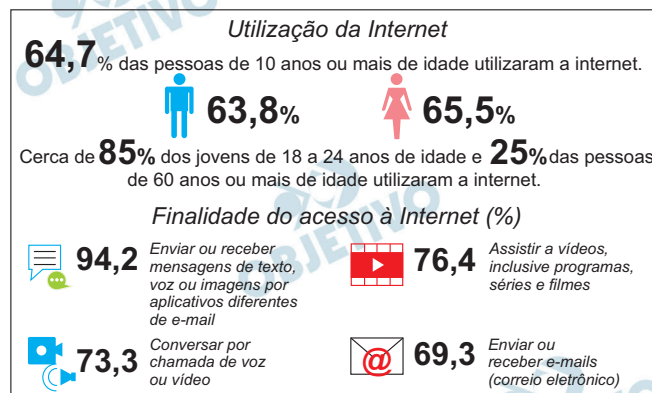 OBJETIVO
Utilização da Internet
64,7% das pessoas de 10 anos ou mais de idade utilizaram a internet.
63,8%
65,5%
Cerca de 85% dos jovens de 18 a 24 anos de idade e 25% das pessoas
de 60 anos ou mais de idade utilizaram a internet.
OBJETIVO
Finalidade do acesso à Internet (%)
94,2
Enviar ou receber
mensagens de texto,
voz ou imagens por
aplicativos diferentes
de e-mail
76,4
Assistir a vídeos,
inclusive programas,
séries e filmes
73,3
Conversar por
chamada de voz
ou vídeo
@
69,3
Enviar ou
receber e-mails
(correio eletrônico)